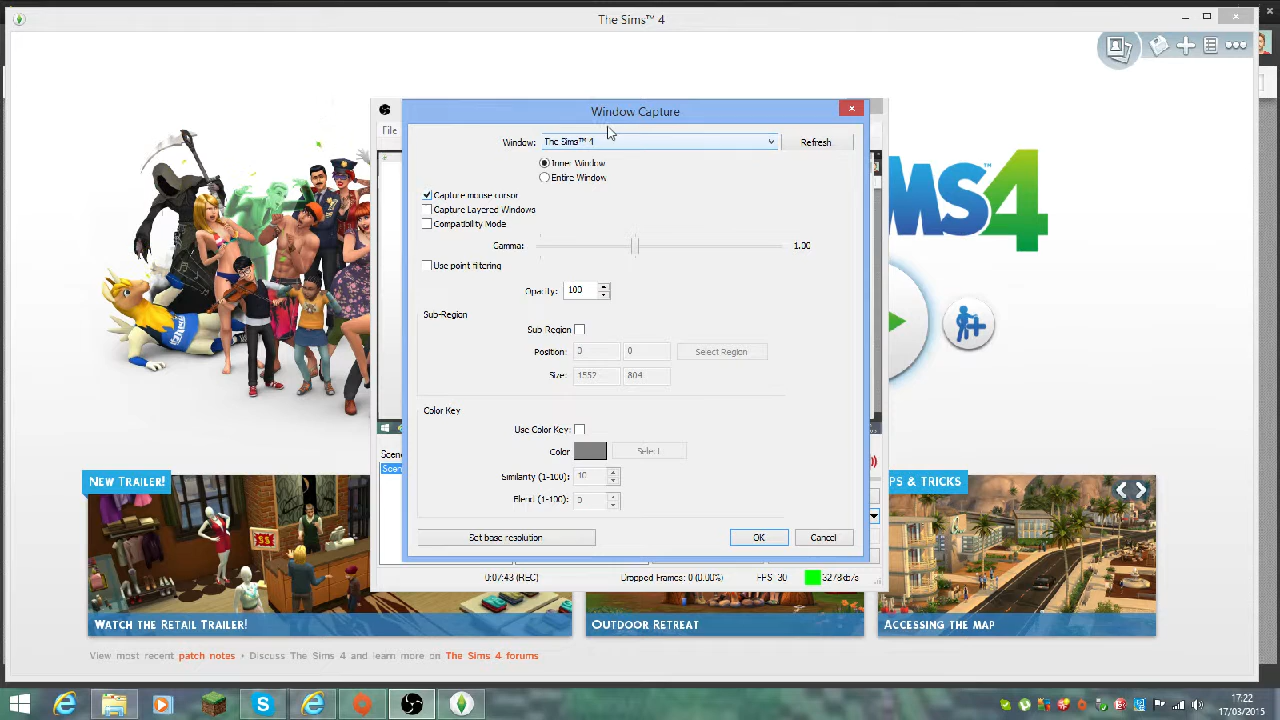 The Sims™ 4
Window Capture
File
Window: The Sims™ 4 Refresh
Inner Window
Entire Window
Capture mouse cursor
Capture Layered Windows
Compatibility Mode
Gamma: 1.00
Use point filtering
Opacity: 100
Sub-Region
Sub-Region
Position: 0 0 Select Region
Size: 1552 804
Color Key
Use Color Key:
Color Select
Similarity (1-100): 10
Blend (1-100): 0
Set base resolution OK Cancel
MS4
NEW TRAILER!
PS & TRICKS
0:07:43 (REC) Dropped Frames: 0 (0.00%) FPS: 30 3273kb/s
WATCH THE RETAIL TRAILER! OUTDOOR RETREAT ACCESSING THE MAP
View most recent patch notes • Discuss The Sims 4 and learn more on The Sims 4 forums
17:22
17/03/2015